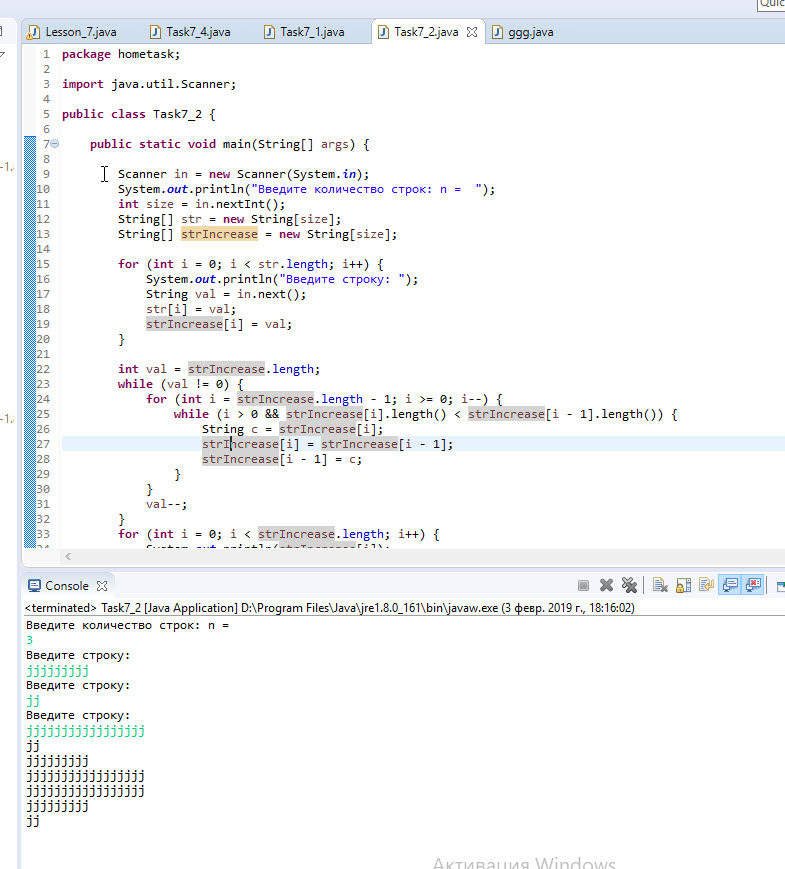 Quic
Lesson_7.java Task7_4.java Task7_1.java Task7_2.java ggg.java
1 package hometask;
2
3 import java.util.Scanner;
4
5 public class Task7_2 {
6
7 public static void main(String[] args) {
8
9 Scanner in = new Scanner(System.in);
10 System.out.println("Введите количество строк: n =  ");
11 int size = in.nextInt();
12 String[] str = new String[size];
13 String[] strIncrease = new String[size];
14
15 for (int i = 0; i < str.length; i++) {
16 System.out.println("Введите строку: ");
17 String val = in.next();
18 str[i] = val;
19 strIncrease[i] = val;
20 }
21
22 int val = strIncrease.length;
23 while (val != 0) {
24 for (int i = strIncrease.length - 1; i >= 0; i--) {
25 while (i > 0 && strIncrease[i].length() < strIncrease[i - 1].length()) {
26 String c = strIncrease[i];
27 strIncrease[i] = strIncrease[i - 1];
28 strIncrease[i - 1] = c;
29 }
30 }
31 val--;
32 }
33 for (int i = 0; i < strIncrease.length; i++) {
Console
<terminated> Task7_2 [Java Application] D:\Program Files\Java\jre1.8.0_161\bin\javaw.exe (3 февр. 2019 г., 18:16:02)
Введите количество строк: n =
3
Введите строку:
jjjjjjjjj
Введите строку:
jj
Введите строку:
jjjjjjjjjjjjjjjjj
jj
jjjjjjjjj
jjjjjjjjjjjjjjjjj
jjjjjjjjjjjjjjjjj
jjjjjjjjj
jj
Активация Windows